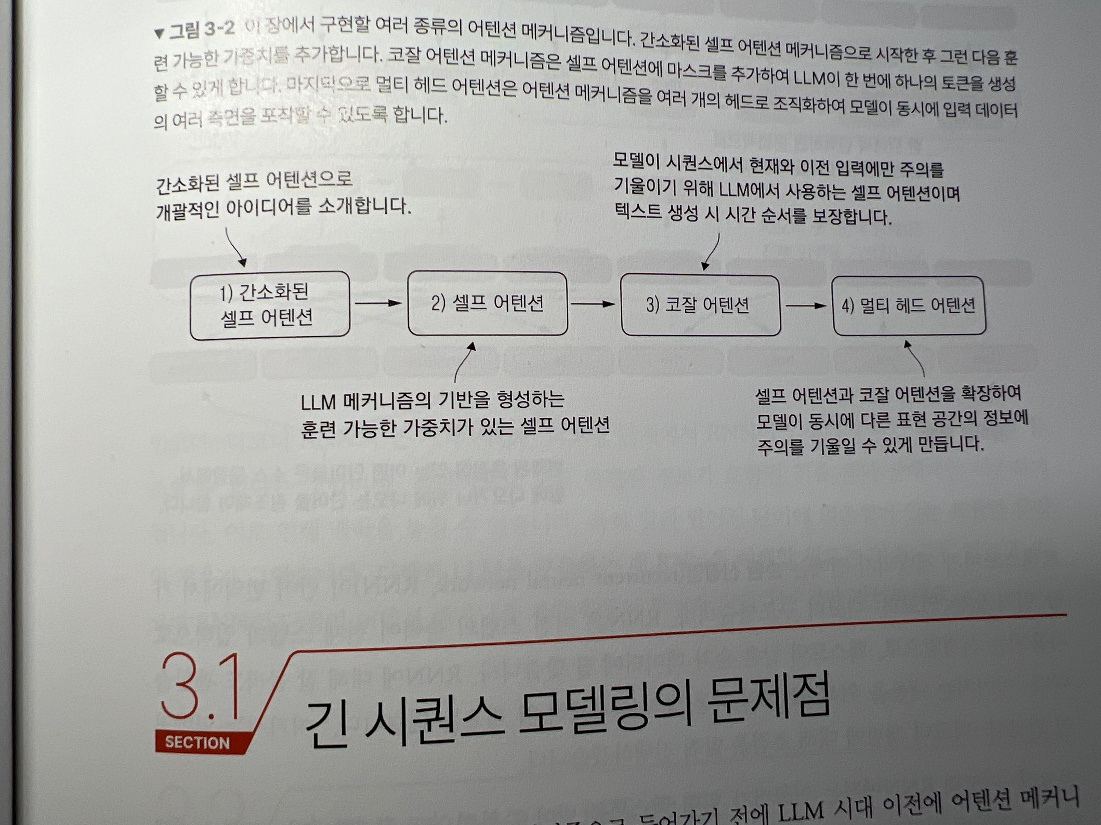 ▼ 그림 3-2 이 장에서 구현할 여러 종류의 어텐션 메커니즘입니다. 간소화된 셀프 어텐션 메커니즘으로 시작한 후 그런 다음 훈
련 가능한 가중치를 추가합니다. 코잘 어텐션 메커니즘은 셀프 어텐션에 마스크를 추가하여 LLM이 한 번에 하나의 토큰을 생성
할 수 있게 합니다. 마지막으로 멀티 헤드 어텐션은 어텐션 메커니즘을 여러 개의 헤드로 조직화하여 모델이 동시에 입력 데이터
의 여러 측면을 포착할 수 있도록 합니다.
간소화된 셀프 어텐션으로
개괄적인 아이디어를 소개합니다.
모델이 시퀀스에서 현재와 이전 입력에만 주의를
기울이기 위해 LLM에서 사용하는 셀프 어텐션이며
텍스트 생성 시 시간 순서를 보장합니다.
1) 간소화된
셀프 어텐션
2) 셀프 어텐션
3) 코잘 어텐션
4) 멀티 헤드 어텐션
LLM 메커니즘의 기반을 형성하는
훈련 가능한 가중치가 있는 셀프 어텐션
셀프 어텐션과 코잘 어텐션을 확장하여
모델이 동시에 다른 표현 공간의 정보에
주의를 기울일 수 있게 만듭니다.
3.1
SECTION
긴 시퀀스 모델링의 문제점
들어가기 전에 LLM 시대 이전에 어텐션 메커니